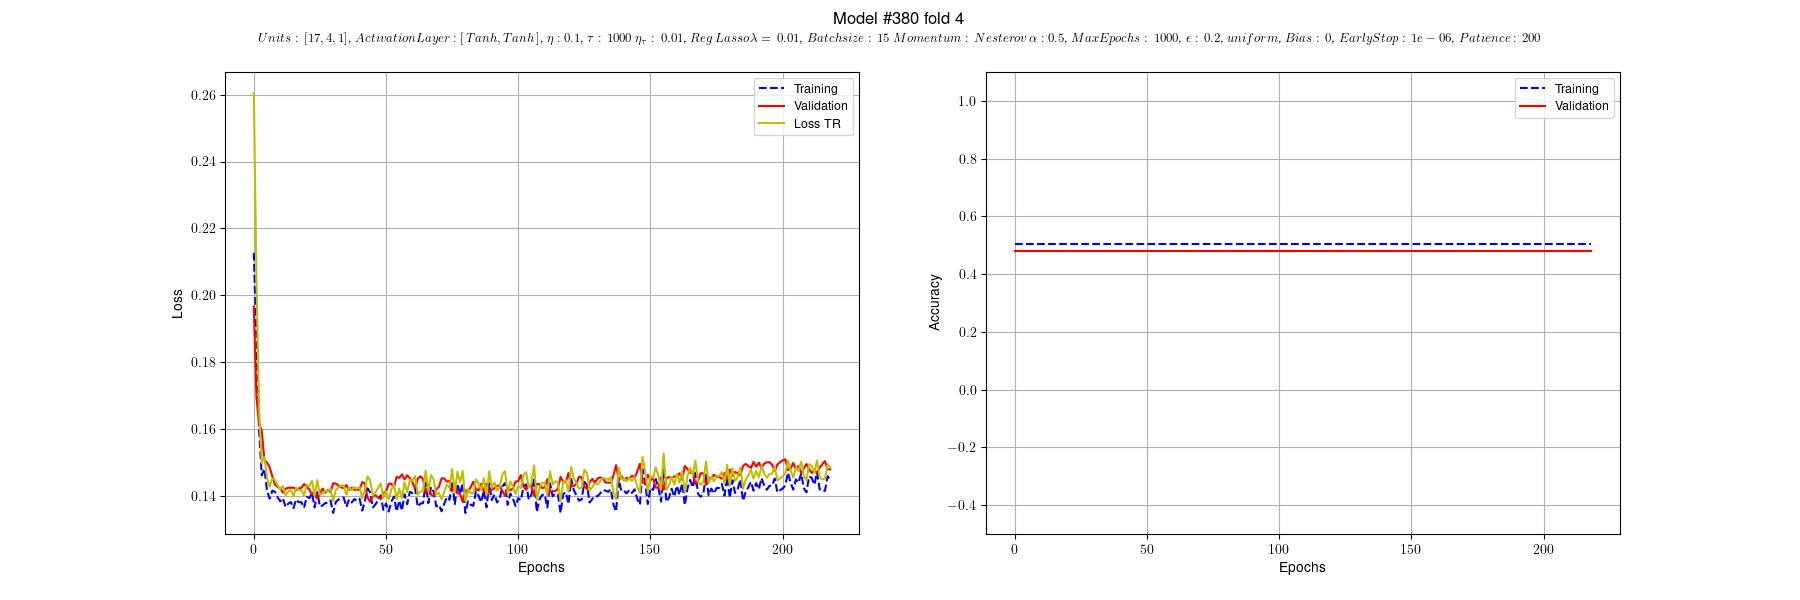 Model #380 fold 4
Units : [17, 4, 1], ActivationLayer : [Tanh, Tanh], η : 0.1, τ : 1000 η_τ : 0.01, Reg Lassoλ = 0.01, Batchsize : 15 Momentum : Nesterov α : 0.5, MaxEpochs : 1000, ϵ : 0.2, uniform, Bias : 0, EarlyStop : 1e − 06, Patience : 200
Training
Validation
Loss TR
0.26
0.24
0.22
0.20
0.18
0.16
0.14
Loss
0 50 100 150 200
Epochs
Training
Validation
1.0
0.8
0.6
0.4
0.2
0.0
−0.2
−0.4
Accuracy
0 50 100 150 200
Epochs